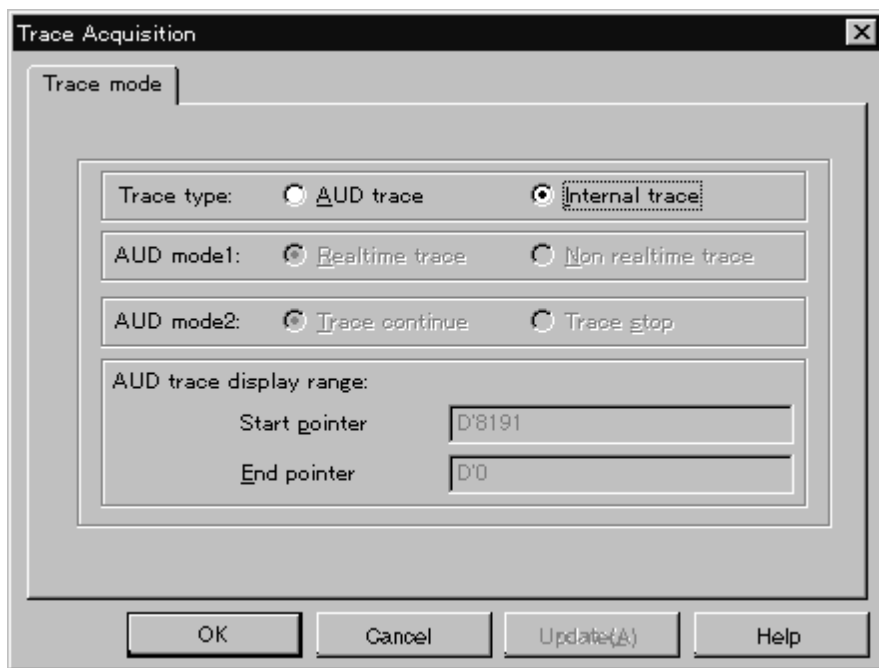 Trace Acquisition
Trace mode
Trace type: AUD trace Internal trace
AUD mode1: Realtime trace Non realtime trace
AUD mode2: Trace continue Trace stop
AUD trace display range:
Start pointer D'8191
End pointer D'0
OK Cancel Update(A) Help